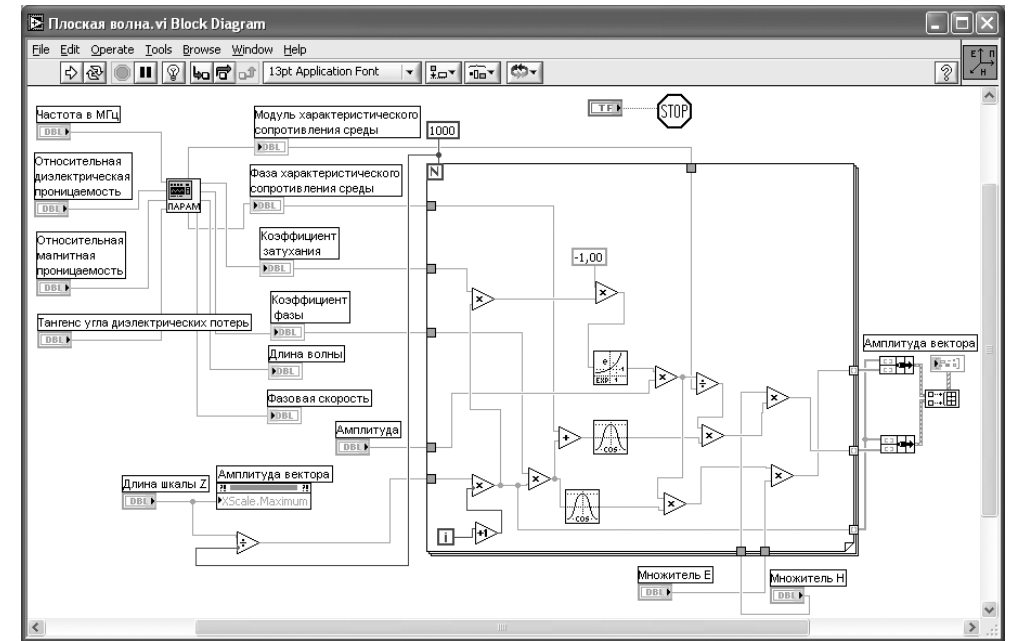 Плоская волна.vi Block Diagram
File Edit Operate Tools Browse Window Help
13pt Application Font
Е П
Н
Частота в МГц
DBL
Относительная
диэлектрическая
проницаемость
DBL
Относительная
магнитная
проницаемость
DBL
Тангенс угла диэлектрических потерь
DBL
ПАРАМ
Модуль характеристического
сопротивления среды
DBL
Фаза характеристического
сопротивления среды
DBL
Коэффициент
затухания
DBL
Коэффициент
фазы
DBL
Длина волны
DBL
Фазовая скорость
DBL
Амплитуда
DBL
Длина шкалы Z
DBL
Амплитуда вектора
XScale.Maximum
1000
N
TF
STOP
-1,00
EXP(-1
COS
COS
i
+1
Множитель E
DBL
Множитель H
DBL
Амплитуда вектора